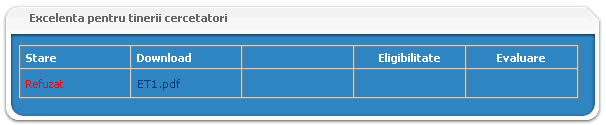 Excelenta pentru tinerii cercetatori
Stare Download Eligibilitate Evaluare
Refuzat ET1.pdf